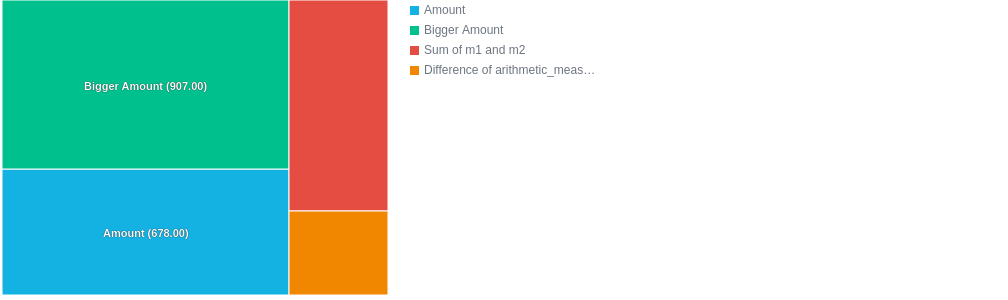 Bigger Amount (907.00)
Amount (678.00)
Amount
Bigger Amount
Sum of m1 and m2
Difference of arithmetic_meas…